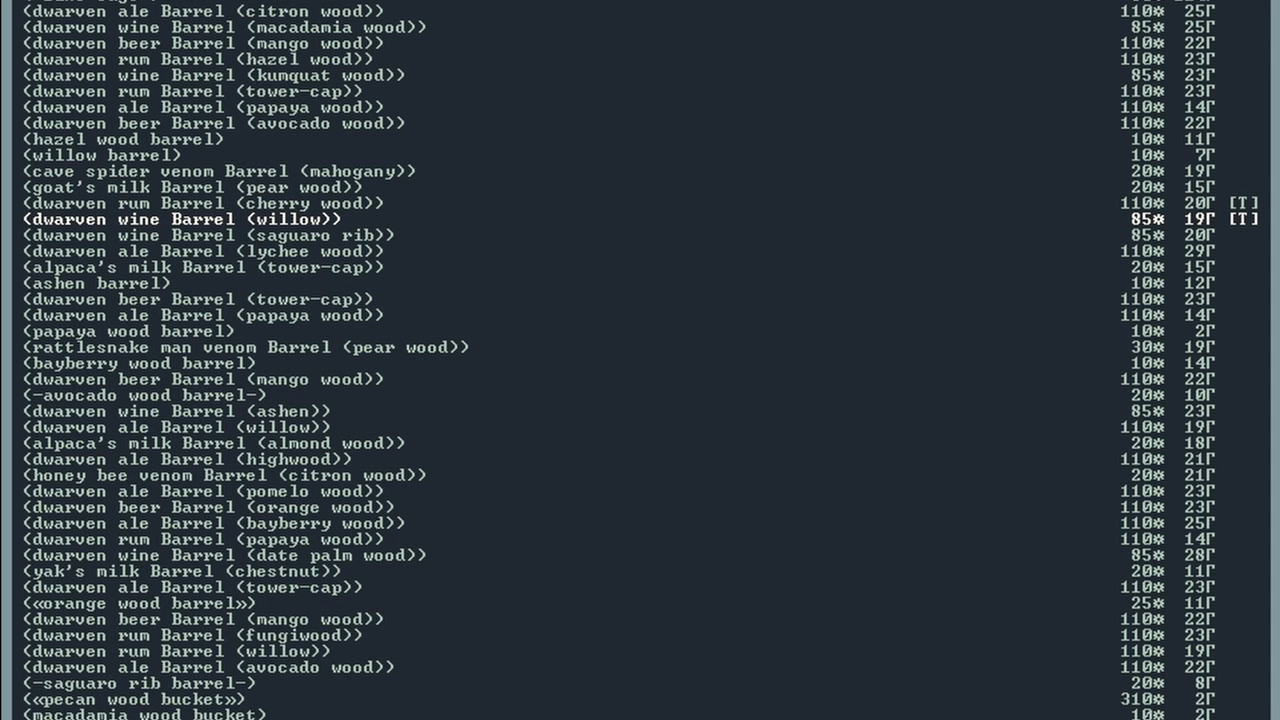 (dwarven ale Barrel (citron wood)) 110☼ 25Γ
(dwarven wine Barrel (macadamia wood)) 85☼ 25Γ
(dwarven beer Barrel (mango wood)) 110☼ 22Γ
(dwarven rum Barrel (hazel wood)) 110☼ 23Γ
(dwarven wine Barrel (kumquat wood)) 85☼ 23Γ
(dwarven rum Barrel (tower-cap)) 110☼ 23Γ
(dwarven ale Barrel (papaya wood)) 110☼ 14Γ
(dwarven beer Barrel (avocado wood)) 110☼ 22Γ
(hazel wood barrel) 10☼ 11Γ
(willow barrel) 10☼ 7Γ
(cave spider venom Barrel (mahogany)) 20☼ 19Γ
(goat's milk Barrel (pear wood)) 20☼ 15Γ
(dwarven rum Barrel (cherry wood)) 110☼ 20Γ [T]
(dwarven wine Barrel (willow)) 85☼ 19Γ [T]
(dwarven wine Barrel (saguaro rib)) 85☼ 20Γ
(dwarven ale Barrel (lychee wood)) 110☼ 29Γ
(alpaca's milk Barrel (tower-cap)) 20☼ 15Γ
(ashen barrel) 10☼ 12Γ
(dwarven beer Barrel (tower-cap)) 110☼ 23Γ
(dwarven ale Barrel (papaya wood)) 110☼ 14Γ
(papaya wood barrel) 10☼ 2Γ
(rattlesnake man venom Barrel (pear wood)) 30☼ 19Γ
(bayberry wood barrel) 10☼ 14Γ
(dwarven beer Barrel (mango wood)) 110☼ 22Γ
(-avocado wood barrel-) 20☼ 10Γ
(dwarven wine Barrel (ashen)) 85☼ 23Γ
(dwarven ale Barrel (willow)) 110☼ 19Γ
(alpaca's milk Barrel (almond wood)) 20☼ 18Γ
(dwarven ale Barrel (highwood)) 110☼ 21Γ
(honey bee venom Barrel (citron wood)) 20☼ 21Γ
(dwarven ale Barrel (pomelo wood)) 110☼ 23Γ
(dwarven beer Barrel (orange wood)) 110☼ 23Γ
(dwarven ale Barrel (bayberry wood)) 110☼ 25Γ
(dwarven rum Barrel (papaya wood)) 110☼ 14Γ
(dwarven wine Barrel (date palm wood)) 85☼ 28Γ
(yak's milk Barrel (chestnut)) 20☼ 11Γ
(dwarven ale Barrel (tower-cap)) 110☼ 23Γ
(«orange wood barrel») 25☼ 11Γ
(dwarven beer Barrel (mango wood)) 110☼ 22Γ
(dwarven rum Barrel (fungiwood)) 110☼ 23Γ
(dwarven rum Barrel (willow)) 110☼ 19Γ
(dwarven ale Barrel (avocado wood)) 110☼ 22Γ
(-saguaro rib barrel-) 20☼ 8Γ
(«pecan wood bucket») 310☼ 2Γ
(macadamia wood bucket) 10☼ 2Γ